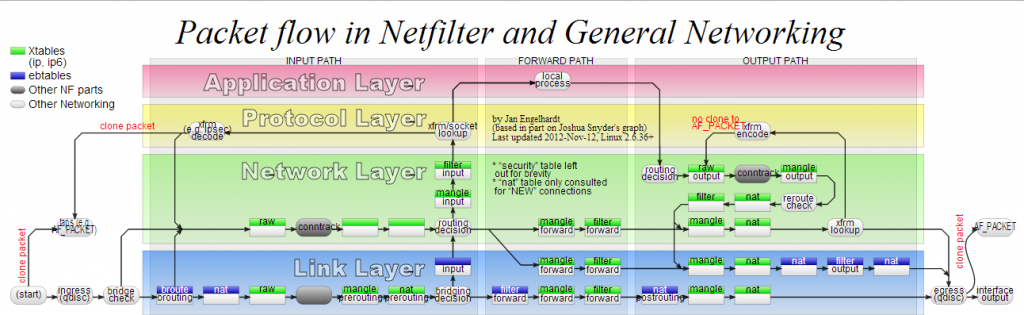 Packet flow in Netfilter and General Networking
Xtables
(ip, ip6)
ebtables
Other NF parts
Other Networking
INPUT PATH
FORWARD PATH
OUTPUT PATH
Application Layer
local
process
Protocol Layer
clone packet
xfrm
(e.g. ipsec)
decode
xfrm/socket
lookup
by Jan Engelhardt
(based in part on Joshua Snyder's graph)
Last updated 2012-Nov-12, Linux 2.6.36+
no clone to
AF_PACKET
xfrm
encode
Network Layer
filter
input
mangle
input
* "security" table left
out for brevity
* "nat" table only consulted
for "NEW" connections
routing
decision
raw
output
conntrack
mangle
output
filter
nat
reroute
check
taps (e.g.
AF_PACKET)
raw
conntrack
routing
decision
mangle
forward
filter
forward
mangle
nat
xfrm
lookup
AF_PACKET
clone packet
clone packet
Link Layer
input
mangle
forward
filter
forward
mangle
nat
nat
filter
output
nat
(start)
ingress
(qdisc)
bridge
check
broute
brouting
nat
raw
mangle
prerouting
nat
prerouting
bridging
decision
filter
forward
mangle
forward
filter
forward
nat
postrouting
mangle
nat
egress
(qdisc)
interface
output